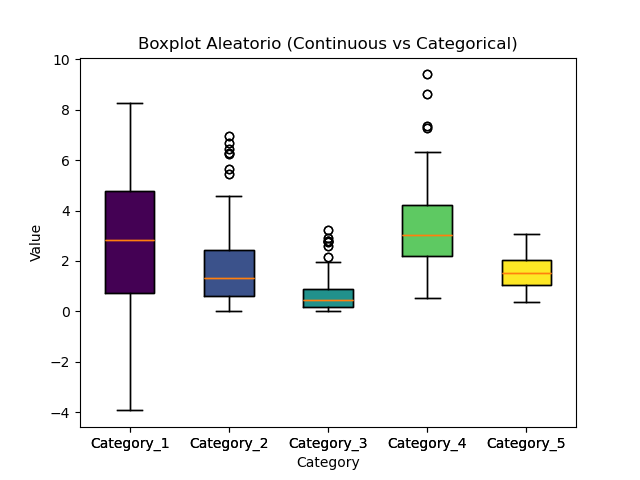 Boxplot Aleatorio (Continuous vs Categorical)
10
8
6
4
2
0
−2
−4
Value
Category_1 Category_2 Category_3 Category_4 Category_5
Category